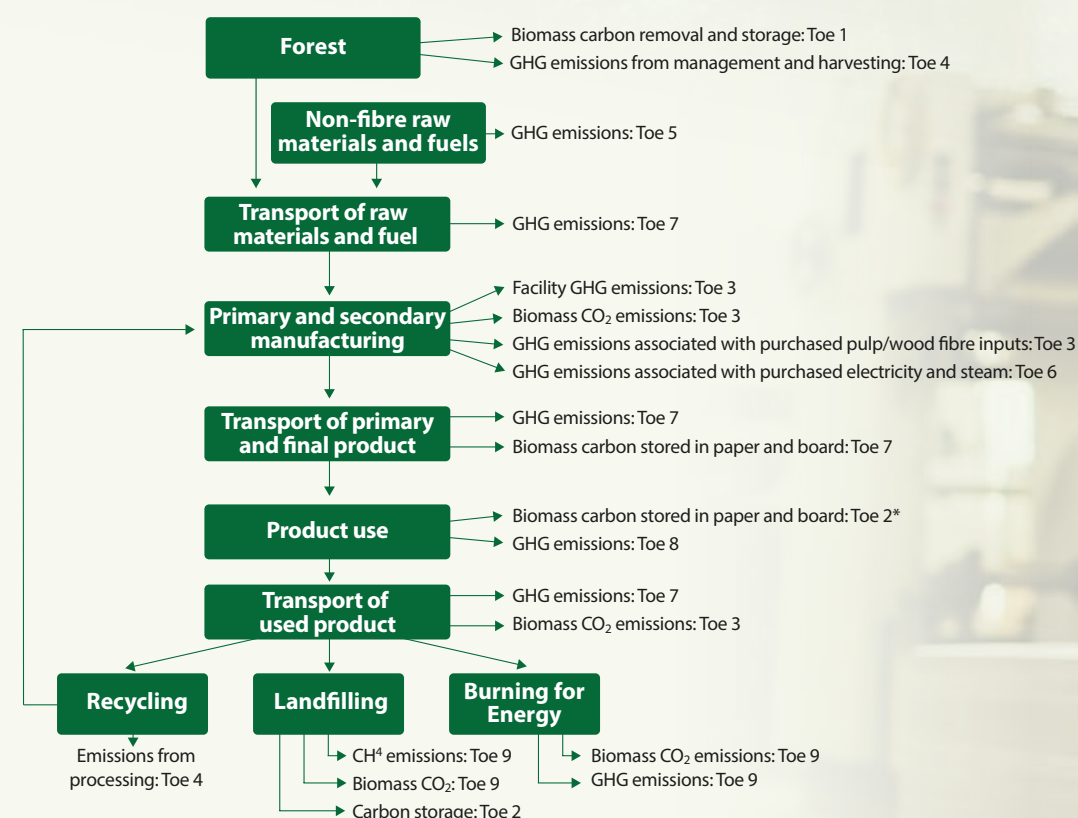 Forest
Biomass carbon removal and storage: Toe 1
GHG emissions from management and harvesting: Toe 4
Non-fibre raw
materials and fuels
GHG emissions: Toe 5
Transport of raw
materials and fuel
GHG emissions: Toe 7
Primary and secondary
manufacturing
Facility GHG emissions: Toe 3
Biomass CO₂ emissions: Toe 3
GHG emissions associated with purchased pulp/wood fibre inputs: Toe 3
GHG emissions associated with purchased electricity and steam: Toe 6
Transport of primary
and final product
GHG emissions: Toe 7
Biomass carbon stored in paper and board: Toe 7
Product use
Biomass carbon stored in paper and board: Toe 2*
GHG emissions: Toe 8
Transport of
used product
GHG emissions: Toe 7
Biomass CO₂ emissions: Toe 3
Recycling
Emissions from
processing: Toe 4
Landfilling
CH⁴ emissions: Toe 9
Biomass CO₂: Toe 9
Carbon storage: Toe 2
Burning for
Energy
Biomass CO₂ emissions: Toe 9
GHG emissions: Toe 9